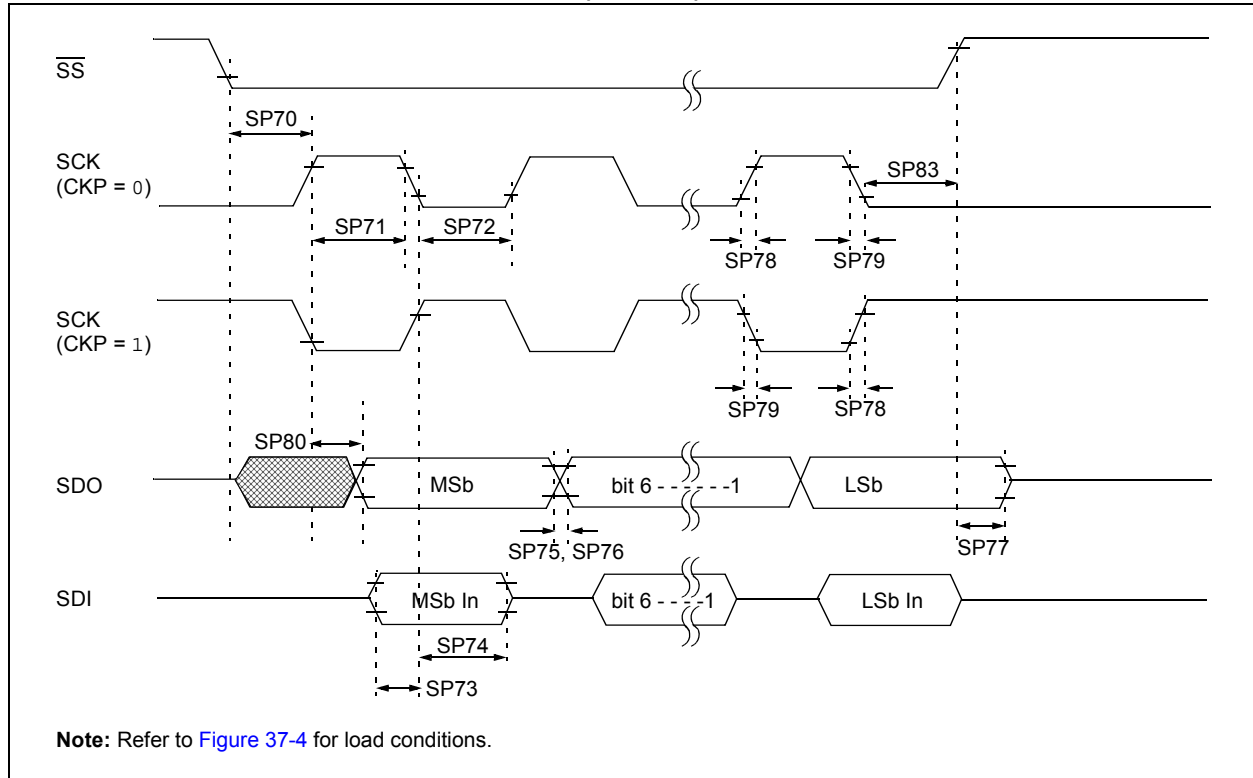 SS
SP70
SCK
(CKP = 0)
SP83
SP71
SP72
SP78
SP79
SCK
(CKP = 1)
SP79
SP78
SP80
SDO
MSb
bit 6 - - - - - -1
LSb
SP75, SP76
SP77
SDI
MSb In
bit 6 - - - -1
LSb In
SP74
SP73
Note: Refer to Figure 37-4 for load conditions.